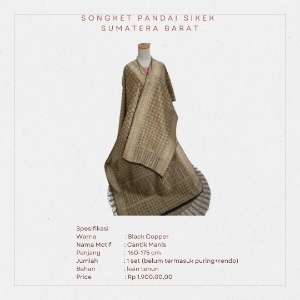 SONGKET PANDAI SIKEK
SUMATERA BARAT
Spesifikasi
Warna : Black Copper
Nama Motif : Cantik Manis
Panjang : 160-175 cm
Jumlah : 1 set (belum termasuk puring+rendo)
Bahan : kain tenun
Price : Rp 1.900.00,00